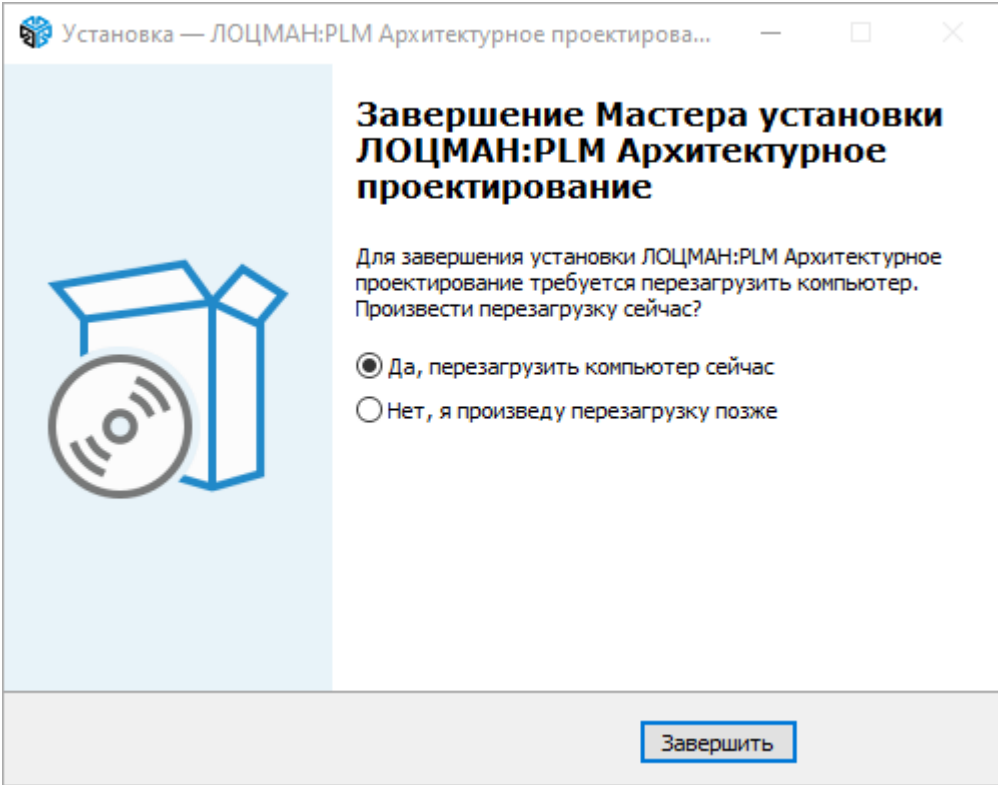 Установка — ЛОЦМАН:PLM Архитектурное проектирова...
Завершение Мастера установки
ЛОЦМАН:PLM Архитектурное
проектирование
Для завершения установки ЛОЦМАН:PLM Архитектурное
проектирование требуется перезагрузить компьютер.
Произвести перезагрузку сейчас?
Да, перезагрузить компьютер сейчас
Нет, я произведу перезагрузку позже
Завершить